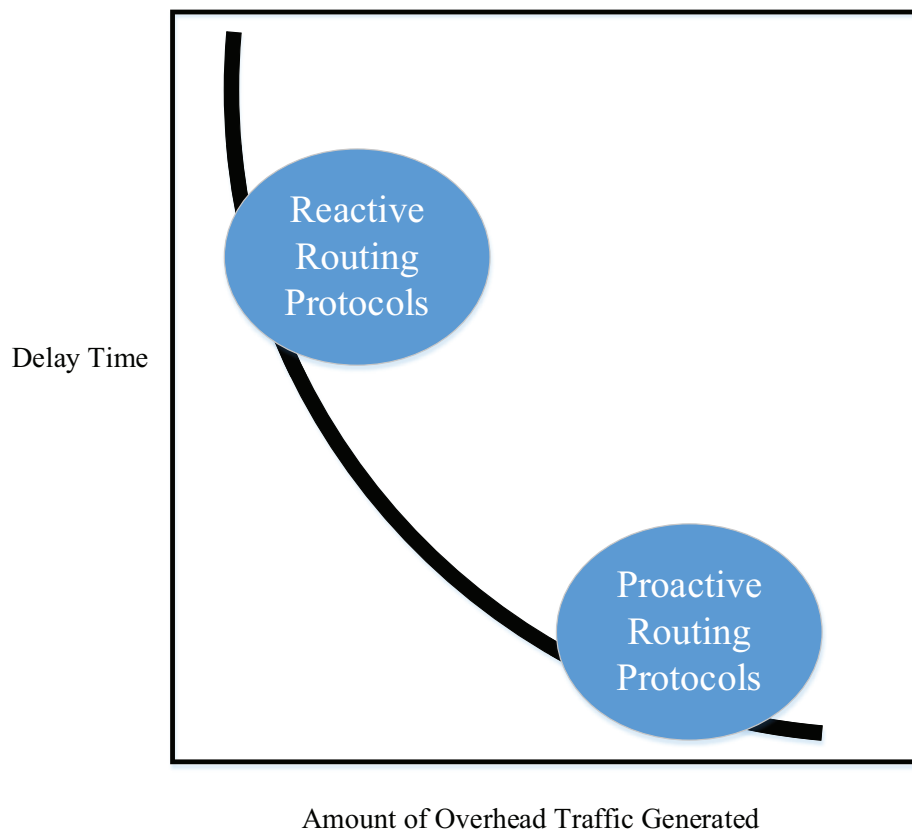 Reactive
Routing
Protocols
Delay Time
Proactive
Routing
Protocols
Amount of Overhead Traffic Generated